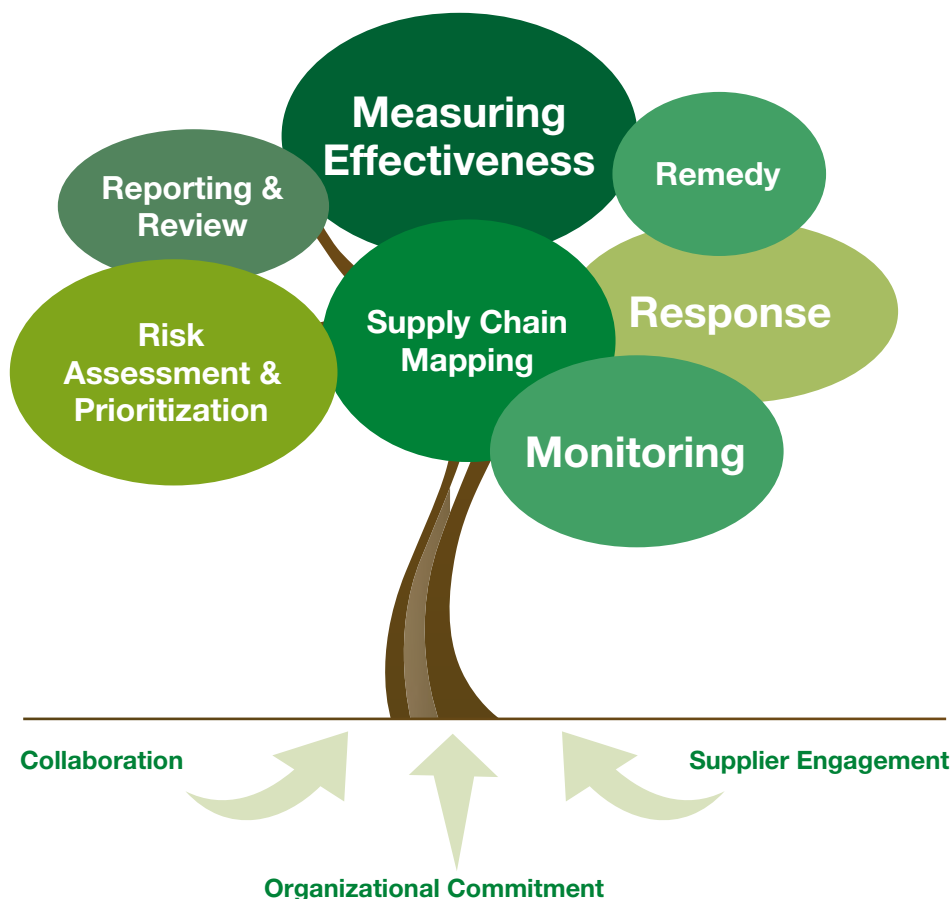 Measuring
Effectiveness
Remedy
Reporting &
Review
Response
Supply Chain
Mapping
Risk
Assessment &
Prioritization
Monitoring
Collaboration
Supplier Engagement
Organizational Commitment